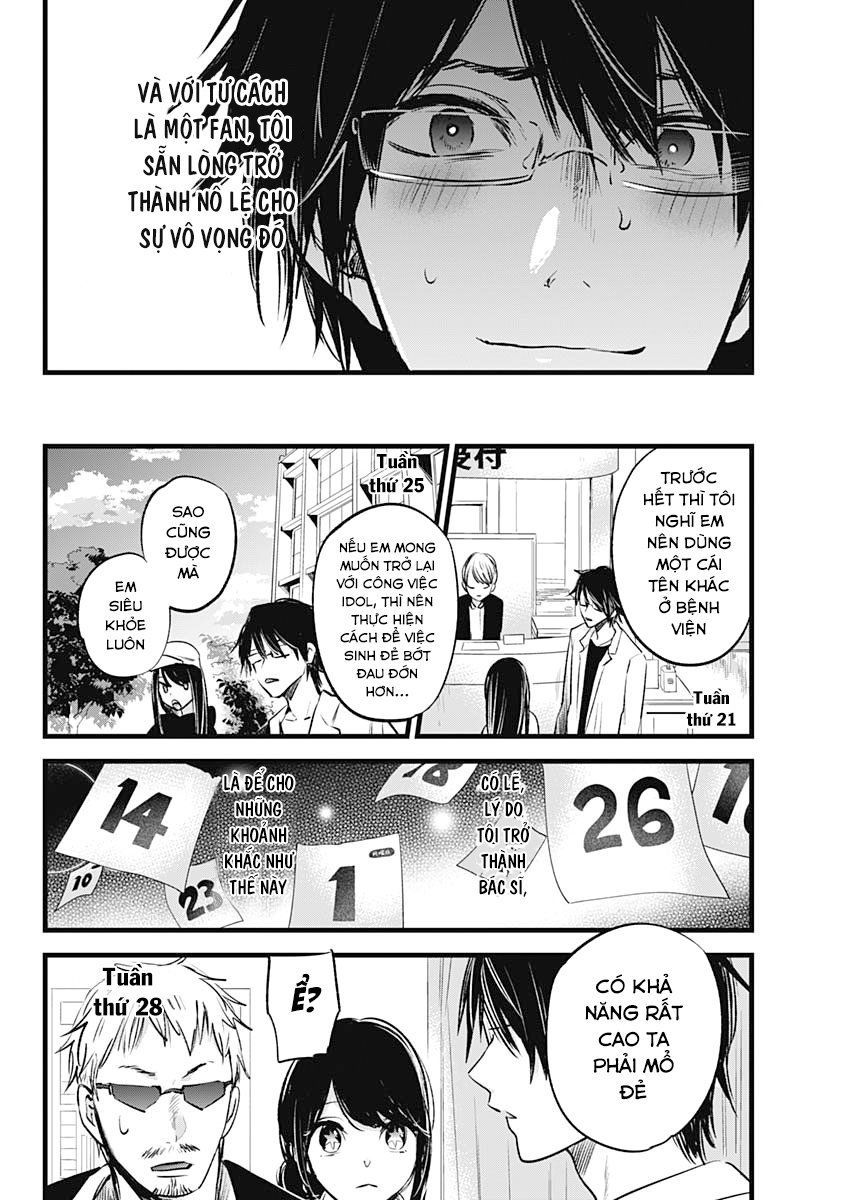 VÀ VỚI TƯ CÁCH
LÀ MỘT FAN, TÔI
SẴN LÒNG TRỞ
THÀNH NÔ LỆ CHO
SỰ VÔ VỌNG ĐÓ
受付
TRƯỚC
HẾT THÌ TÔI
NGHĨ EM
NÊN DÙNG
MỘT CÁI
TÊN KHÁC
Ở BỆNH
VIỆN
Tuần
thứ 21
Tuần
thứ 25
NẾU EM MONG
MUỐN TRỞ LẠI
VỚI CÔNG VIỆC
IDOL, THÌ NÊN
THỰC HIỆN
CÁCH ĐỂ VIỆC
SINH ĐẺ BỚT
ĐAU ĐỚN
HƠN...
SAO
CŨNG
ĐƯỢC
MÀ
EM
SIÊU
KHỎE
LUÔN
26
CÓ LẼ,
LÝ DO
TÔI TRỞ
THÀNH
BÁC SĨ,
18
1
LÀ ĐỂ CHO
NHỮNG
KHOẢNH
KHẮC NHƯ
THẾ NÀY
14
23
10
CÓ KHẢ
NĂNG RẤT
CAO TA
PHẢI MỔ
ĐẺ
Ể?
Tuần
thứ 28